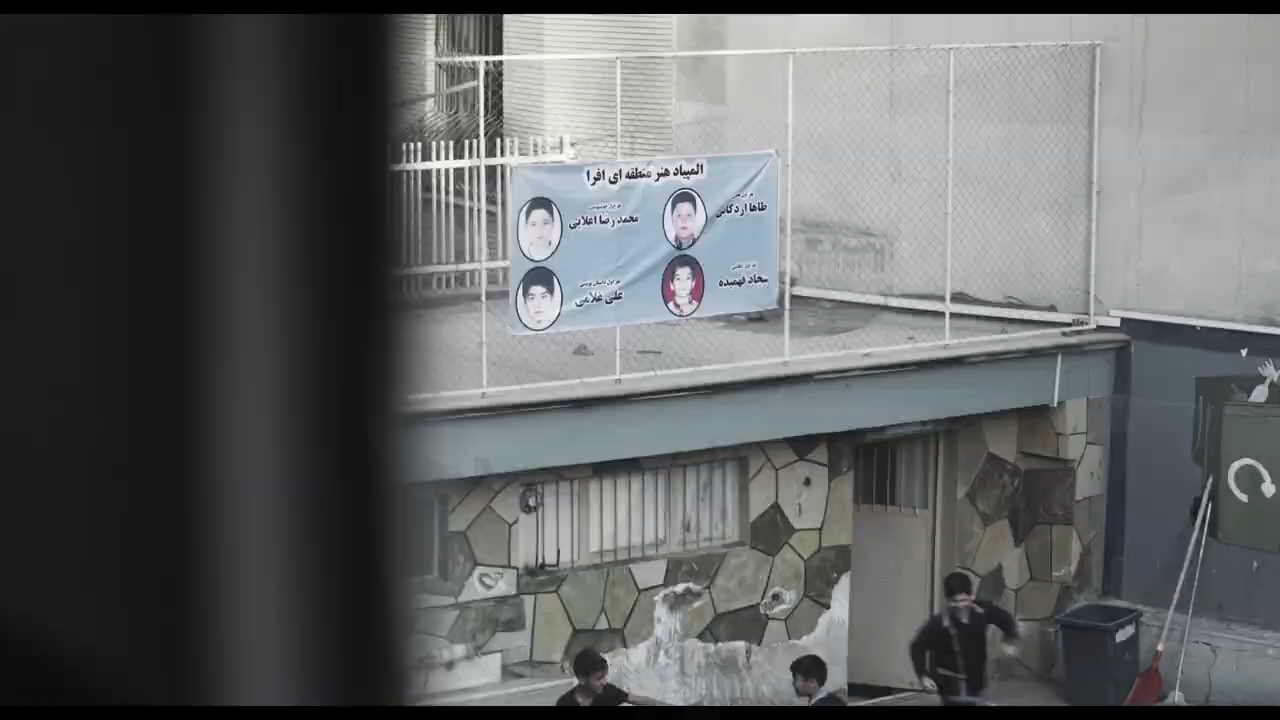 المپیاد هنر منطقه ای افرا
طاها اردکانی
محمد رضا اعلایی
سجاد فهمیده
علی غلامی